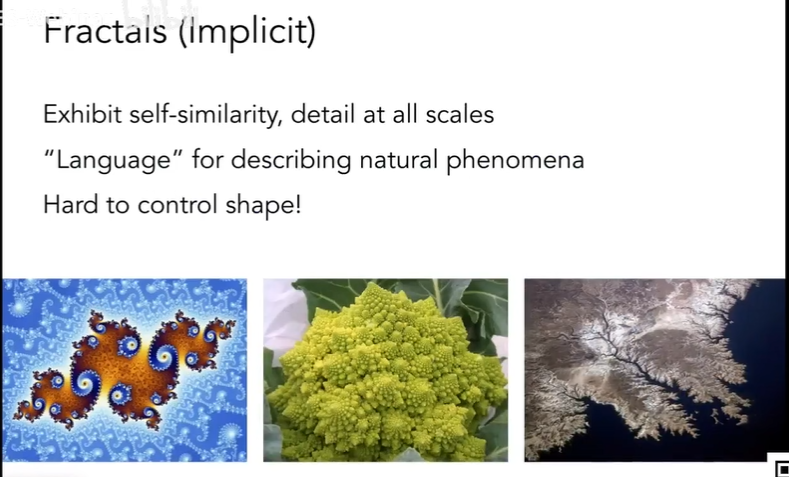 Fractals (Implicit)
Exhibit self-similarity, detail at all scales
“Language” for describing natural phenomena
Hard to control shape!